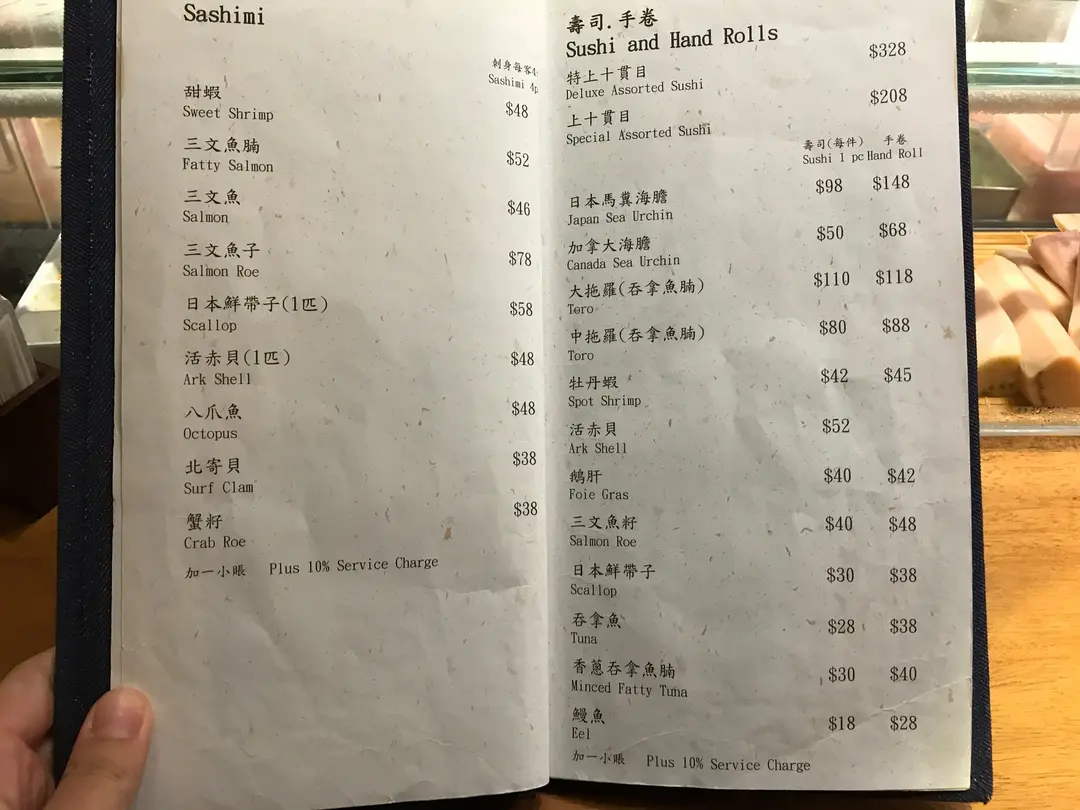 Sashimi
刺身每客4
Sashimi 4p
甜蝦
Sweet Shrimp
$48
三文魚腩
Fatty Salmon
$52
三文魚
Salmon
$46
三文魚子
Salmon Roe
$78
日本鮮帶子(1匹)
Scallop
$58
活赤貝(1匹)
Ark Shell
$48
八爪魚
Octopus
$48
北寄貝
Surf Clam
$38
蟹籽
Crab Roe
$38
加一小賬 Plus 10% Service Charge
壽司.手卷
Sushi and Hand Rolls
特上十貫目
Deluxe Assorted Sushi
$328
上十貫目
Special Assorted Sushi
$208
壽司(每件) 手卷
Sushi 1 pc Hand Roll
日本馬糞海膽
Japan Sea Urchin
$98 $148
加拿大海膽
Canada Sea Urchin
$50 $68
大拖羅(吞拿魚腩)
Toro
$110 $118
中拖羅(吞拿魚腩)
Toro
$80 $88
牡丹蝦
Spot Shrimp
$42 $45
活赤貝
Ark Shell
$52
鵝肝
Foie Gras
$40 $42
三文魚籽
Salmon Roe
$40 $48
日本鮮帶子
Scallop
$30 $38
吞拿魚
Tuna
$28 $38
香蔥吞拿魚腩
Minced Fatty Tuna
$30 $40
鰻魚
Eel
$18 $28
加一小賬 Plus 10% Service Charge